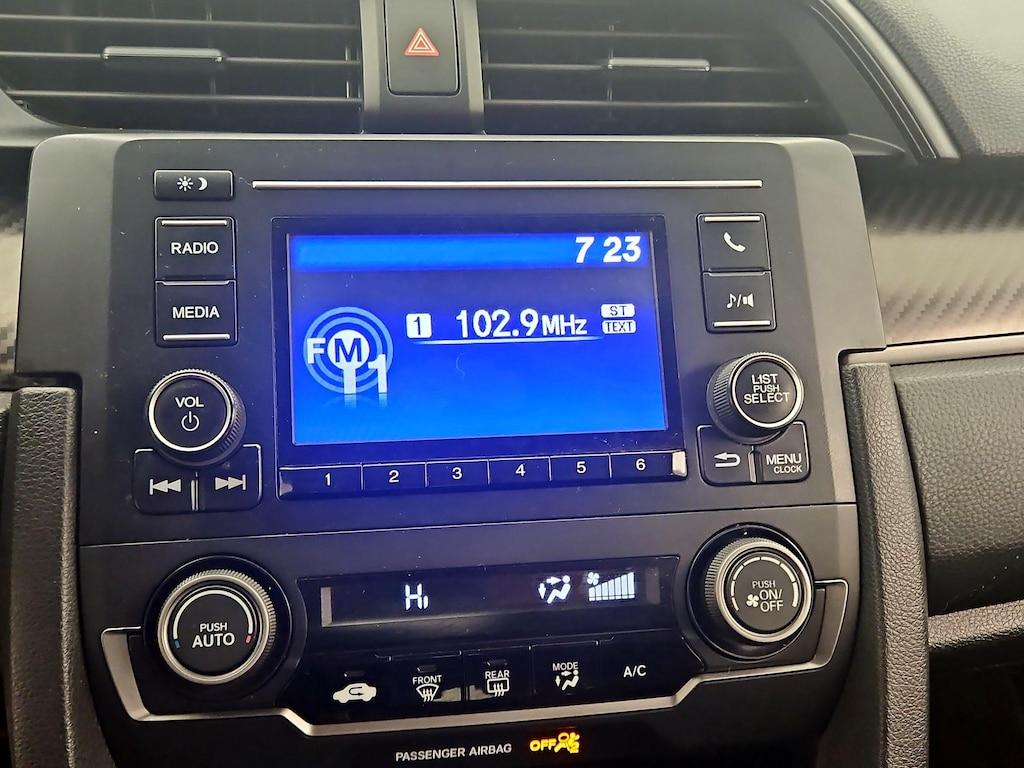 7 23
RADIO
MEDIA
1 102.9MHz ST
TEXT
FM
1
VOL
LIST
PUSH
SELECT
1 2 3 4 5 6
MENU
CLOCK
Hi
PUSH
AUTO
PUSH
ON/
OFF
FRONT
REAR
MODE
A/C
PASSENGER AIRBAG OFF
2